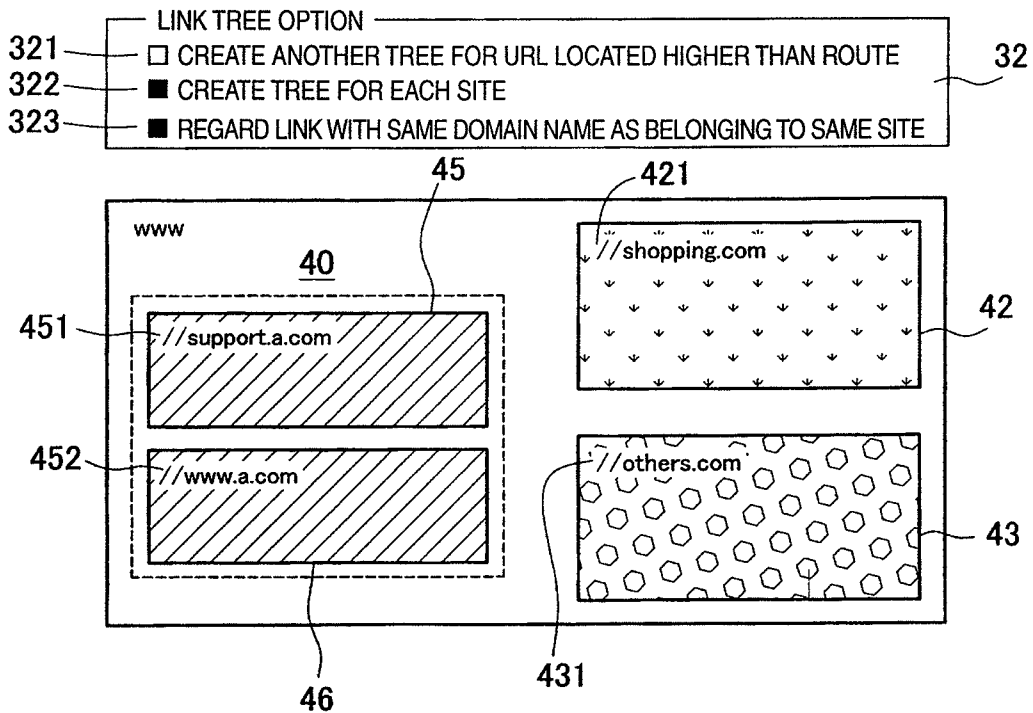 LINK TREE OPTION
321 □ CREATE ANOTHER TREE FOR URL LOCATED HIGHER THAN ROUTE 32
322 ■ CREATE TREE FOR EACH SITE
323 ■ REGARD LINK WITH SAME DOMAIN NAME AS BELONGING TO SAME SITE
45
421
www
40
//shopping.com
42
451
//support.a.com
452
//www.a.com
//others.com
43
46
431